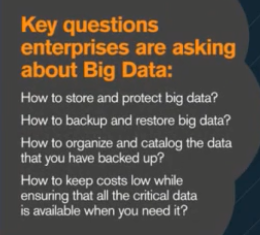 Key questions
enterprises are asking
about Big Data:
How to store and protect big data?
How to backup and restore big data?
How to organize and catalog the data
that you have backed up?
How to keep costs low while
ensuring that all the critical data
is available when you need it?